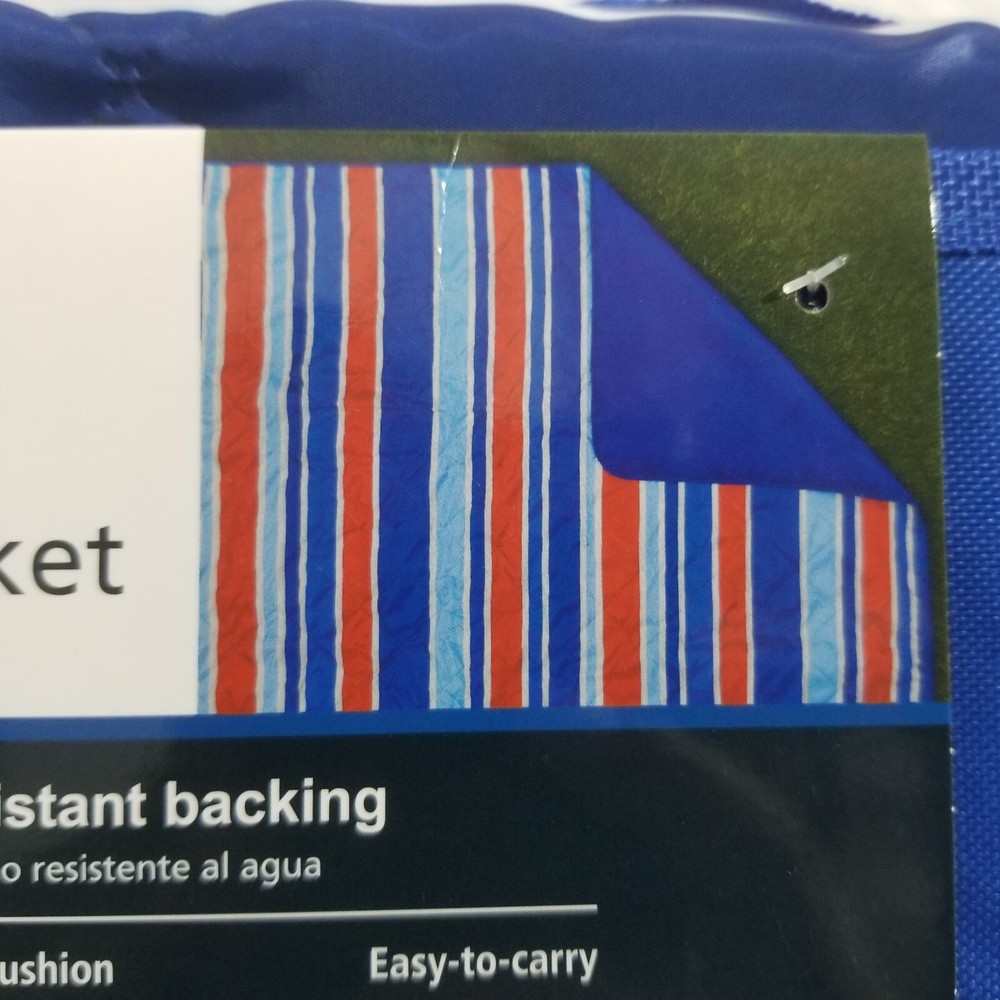 ket
istant backing
o resistente al agua
ushion Easy-to-carry